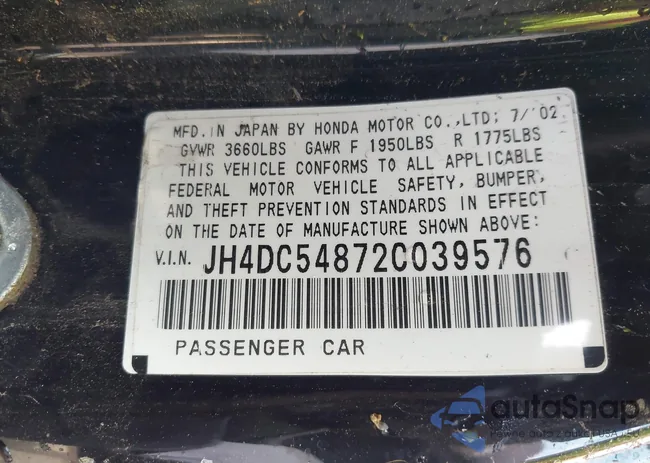 MFD. IN JAPAN BY HONDA MOTOR CO.,LTD; 7/'02
GVWR 3660LBS GAWR F 1950LBS R 1775LBS
THIS VEHICLE CONFORMS TO ALL APPLICABLE
FEDERAL MOTOR VEHICLE SAFETY, BUMPER,
AND THEFT PREVENTION STANDARDS IN EFFECT
ON THE DATE OF MANUFACTURE SHOWN ABOVE:
V.I.N. JH4DC54872C039576
PASSENGER CAR
autoSnap